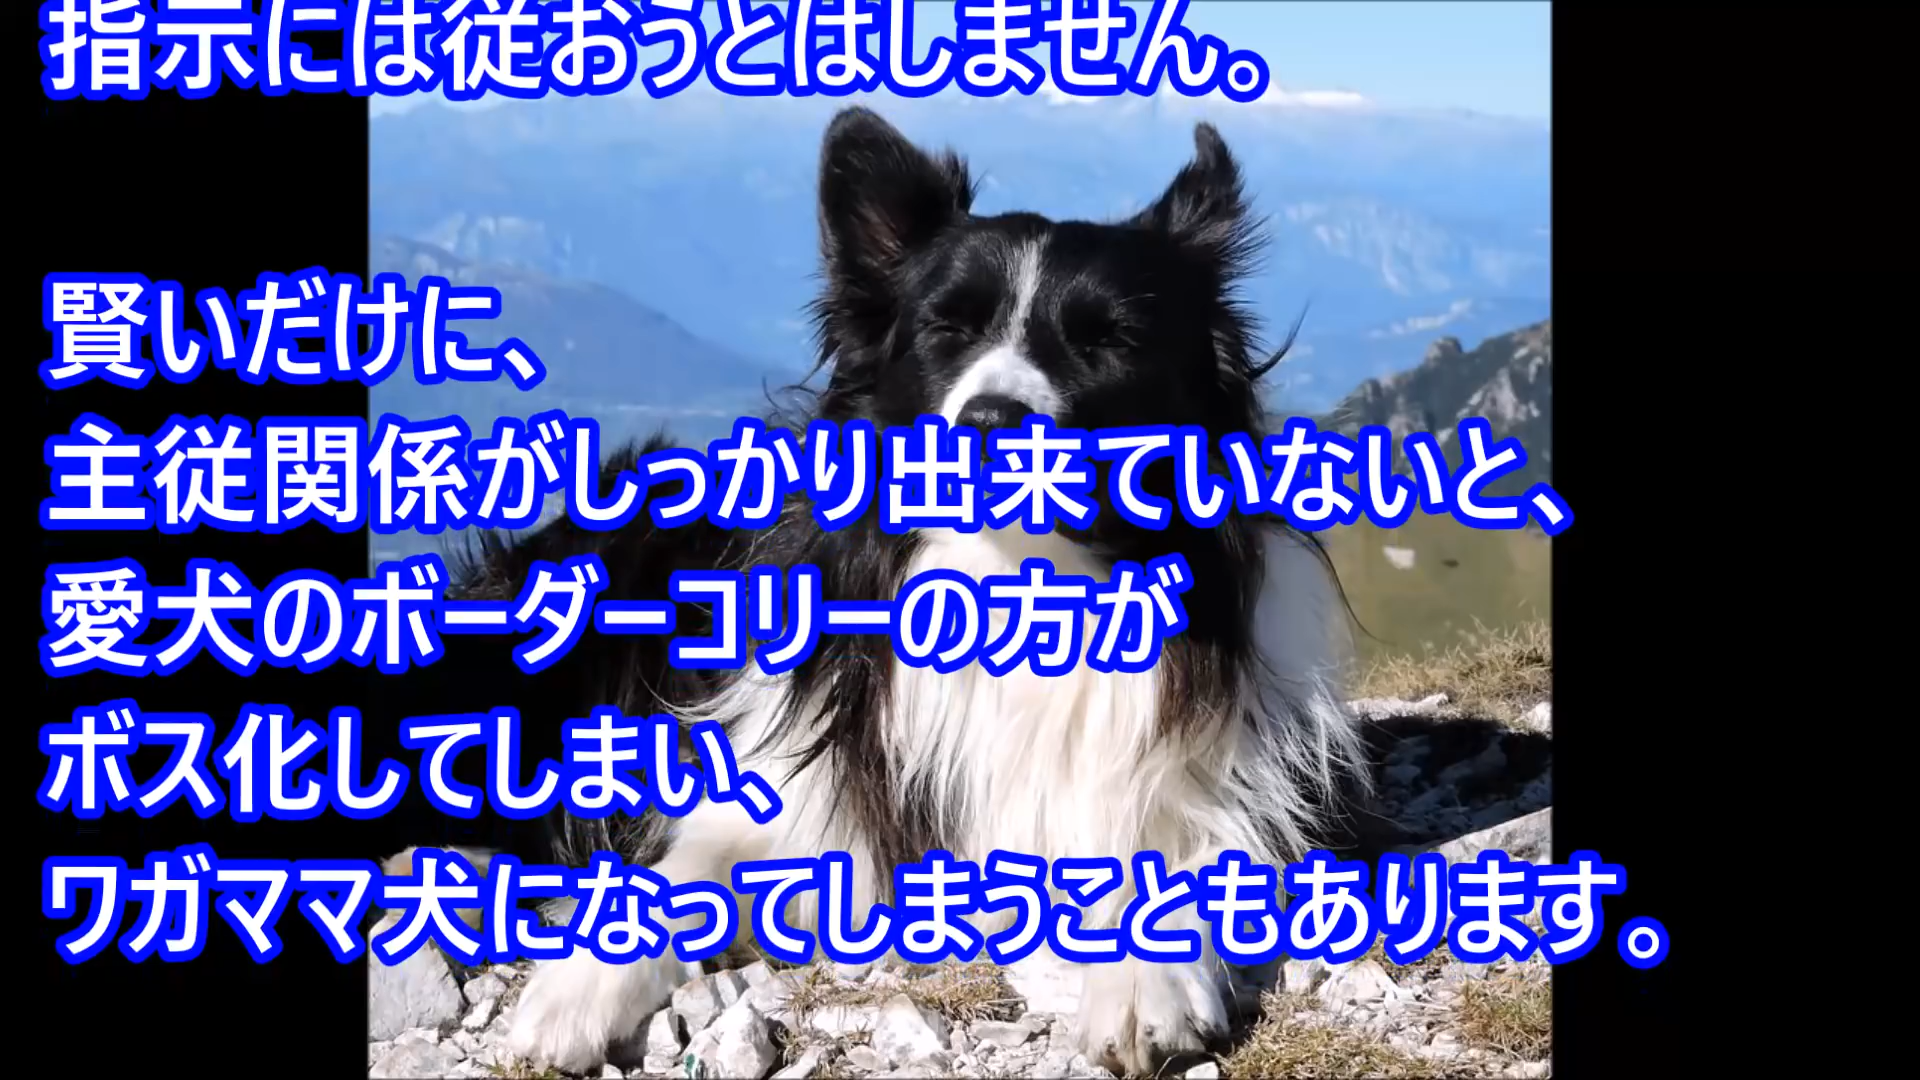 指示には従おうとはしません。
賢いだけに、
主従関係がしっかり出来ていないと、
愛犬のボーダーコリーの方が
ボス化してしまい、
ワガママ犬になってしまうこともあります。